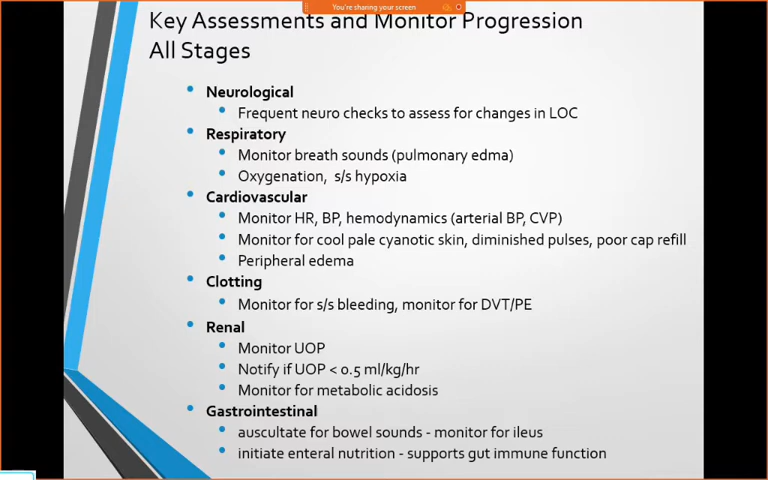 You're sharing your screen
Key Assessments and Monitor Progression
All Stages
Neurological
Frequent neuro checks to assess for changes in LOC
Respiratory
Monitor breath sounds (pulmonary edma)
Oxygenation, s/s hypoxia
Cardiovascular
Monitor HR, BP, hemodynamics (arterial BP, CVP)
Monitor for cool pale cyanotic skin, diminished pulses, poor cap refill
Peripheral edema
Clotting
Monitor for s/s bleeding, monitor for DVT/PE
Renal
Monitor UOP
Notify if UOP < 0.5 ml/kg/hr
Monitor for metabolic acidosis
Gastrointestinal
auscultate for bowel sounds - monitor for ileus
initiate enteral nutrition - supports gut immune function